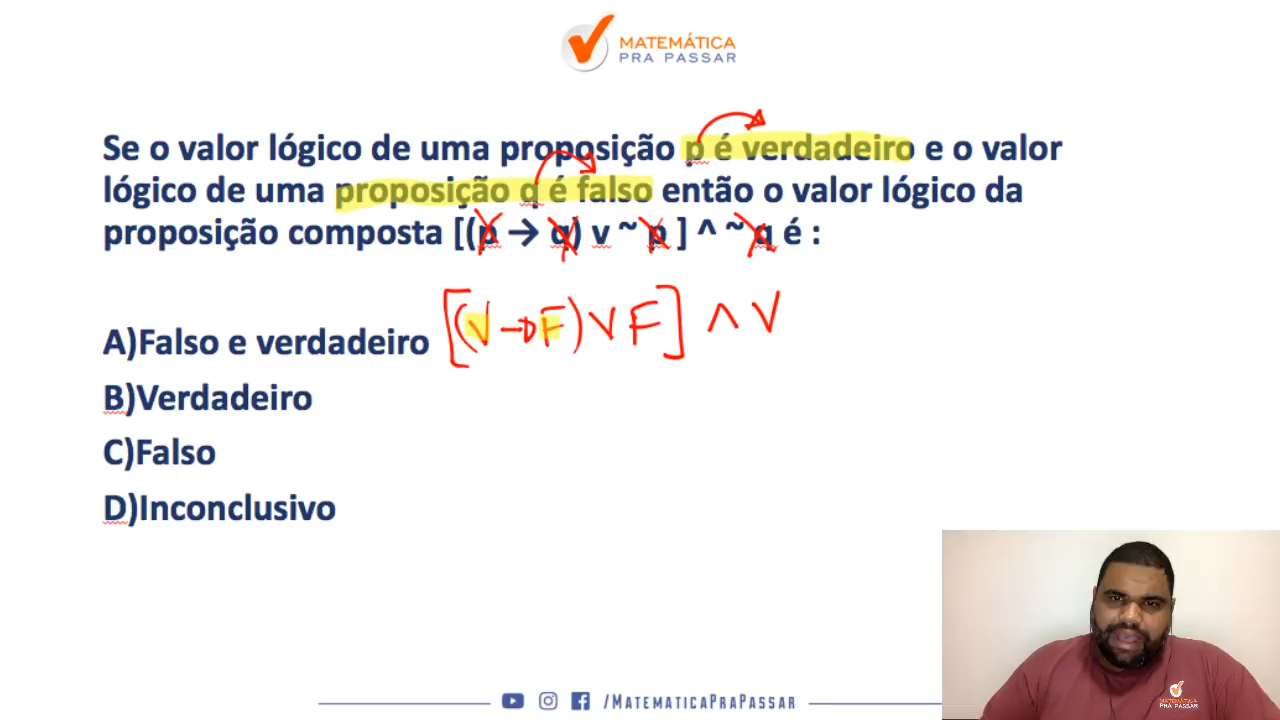 MATEMÁTICA
PRA PASSAR
Se o valor lógico de uma proposição p é verdadeiro e o valor
lógico de uma proposição q é falso então o valor lógico da
proposição composta [(p → q) v ~ p ] ^ ~ q é :
[(V → F) V F] ∧ V
A)Falso e verdadeiro
B)Verdadeiro
C)Falso
D)Inconclusivo
MATEMÁTICA
PRA PASSAR
/MATEMATICAPRAPASSAR